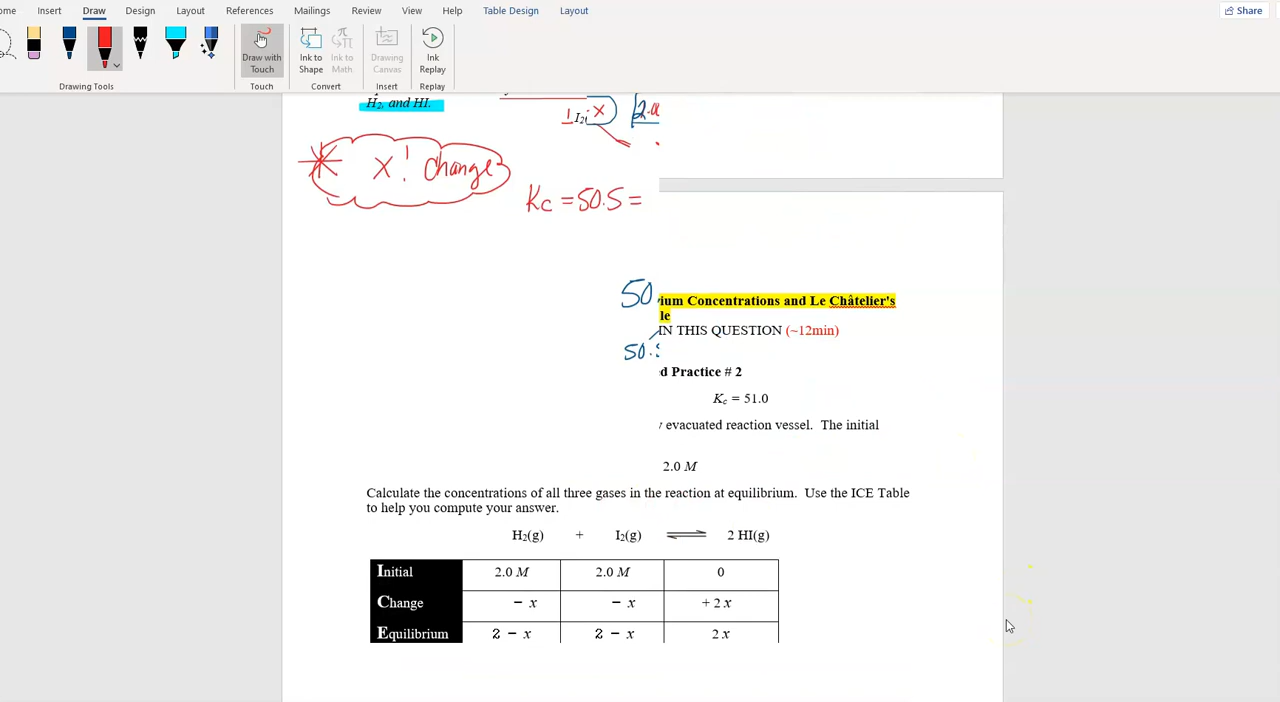 ome Insert Draw Design Layout References Mailings Review View Help Table Design Layout Share
Draw with Touch
Ink to Shape
Ink to Math
Drawing Canvas
Ink Replay
Drawing Tools Touch Convert Insert Replay
H2, and HI.
1 I2( x) 2.0
X! Change
Kc = 50.5 =
50
ium Concentrations and Le Châtelier's
le
IN THIS QUESTION (~12min)
50.
d Practice # 2
Kc = 51.0
evacuated reaction vessel. The initial
2.0 M
Calculate the concentrations of all three gases in the reaction at equilibrium. Use the ICE Table
to help you compute your answer.
H2(g) + I2(g) ⇌ 2 HI(g)
Initial 2.0 M 2.0 M 0
Change − x − x + 2 x
Equilibrium 2 − x 2 − x 2 x